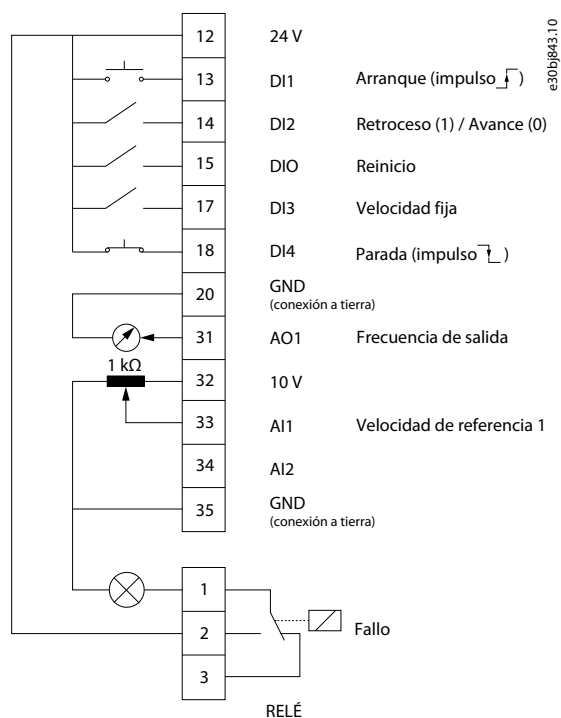 e30bj843.10
12 24 V
13 DI1 Arranque (impulso )
14 DI2 Retroceso (1) / Avance (0)
15 DIO Reinicio
17 DI3 Velocidad fija
18 DI4 Parada (impulso )
20 GND
(conexión a tierra)
31 AO1 Frecuencia de salida
1 kΩ
32 10 V
33 AI1 Velocidad de referencia 1
34 AI2
35 GND
(conexión a tierra)
1
2 Fallo
3
RELÉ